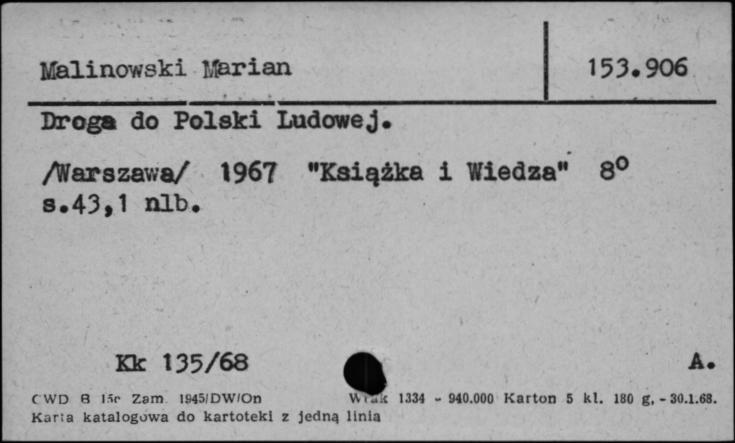 Malinowski Marian 153.906
Droga do Polski Ludowej.
/Warszawa/ 1967 "Książka i Wiedza" 8°
s.43,1 nlb.
Kk 135/68 A.
CWD B 15c Zam. 1945/DW/On 1334 - 940.000 Karton 5 kl. 180 g. - 30.1.68.
Karta katalogowa do kartoteki z jedną linią